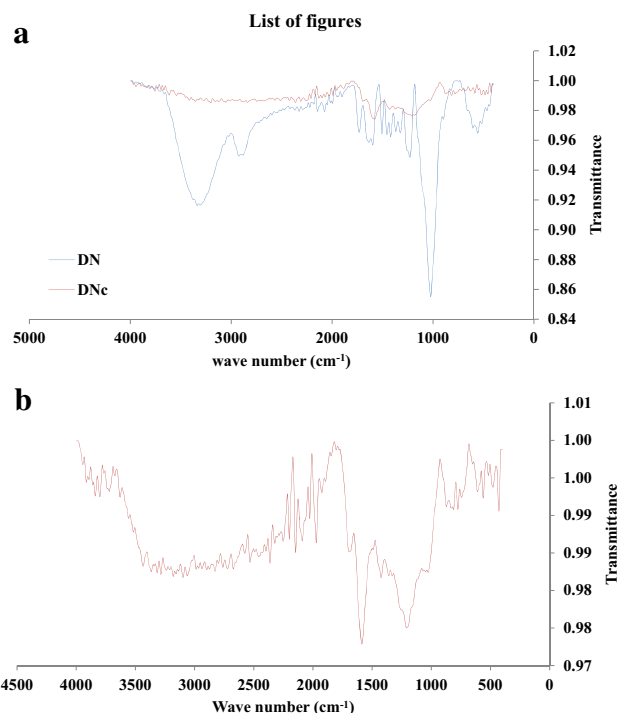 List of figures
a
1.02
1.00
0.98
0.96
0.94
0.92
0.90
0.88
0.86
0.84
Transmittance
DN
DNc
5000 4000 3000 2000 1000 0
wave number (cm-1)
b
1.01
1.00
1.00
0.99
0.99
0.98
0.98
0.97
Transmittance
4500 4000 3500 3000 2500 2000 1500 1000 500 0
Wave number (cm-1)